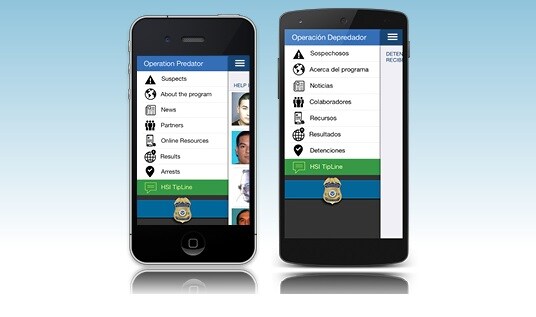 Operation Predator
Suspects
About the program
News
Partners
Online Resources
Results
Arrests
HSI TipLine
HELP
Operación Depredador
Sospechosos
Acerca del programa
Noticias
Colaboradores
Recursos
Resultados
Detenciones
HSI TipLine
DETEN
RECIBE